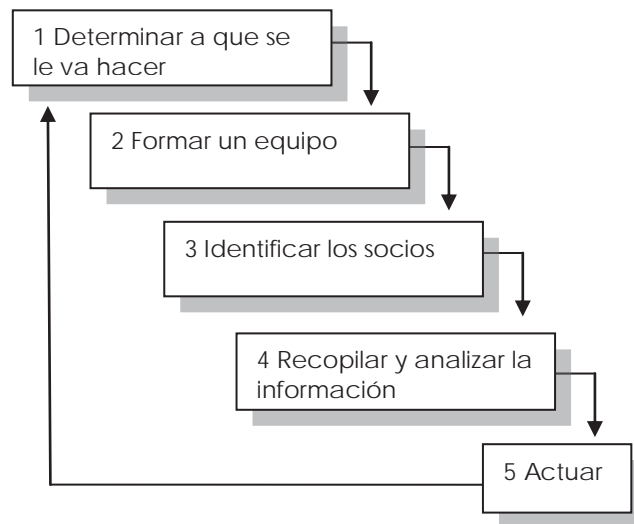 1 Determinar a que se
le va hacer
2 Formar un equipo
3 Identificar los socios
4 Recopilar y analizar la
información
5 Actuar